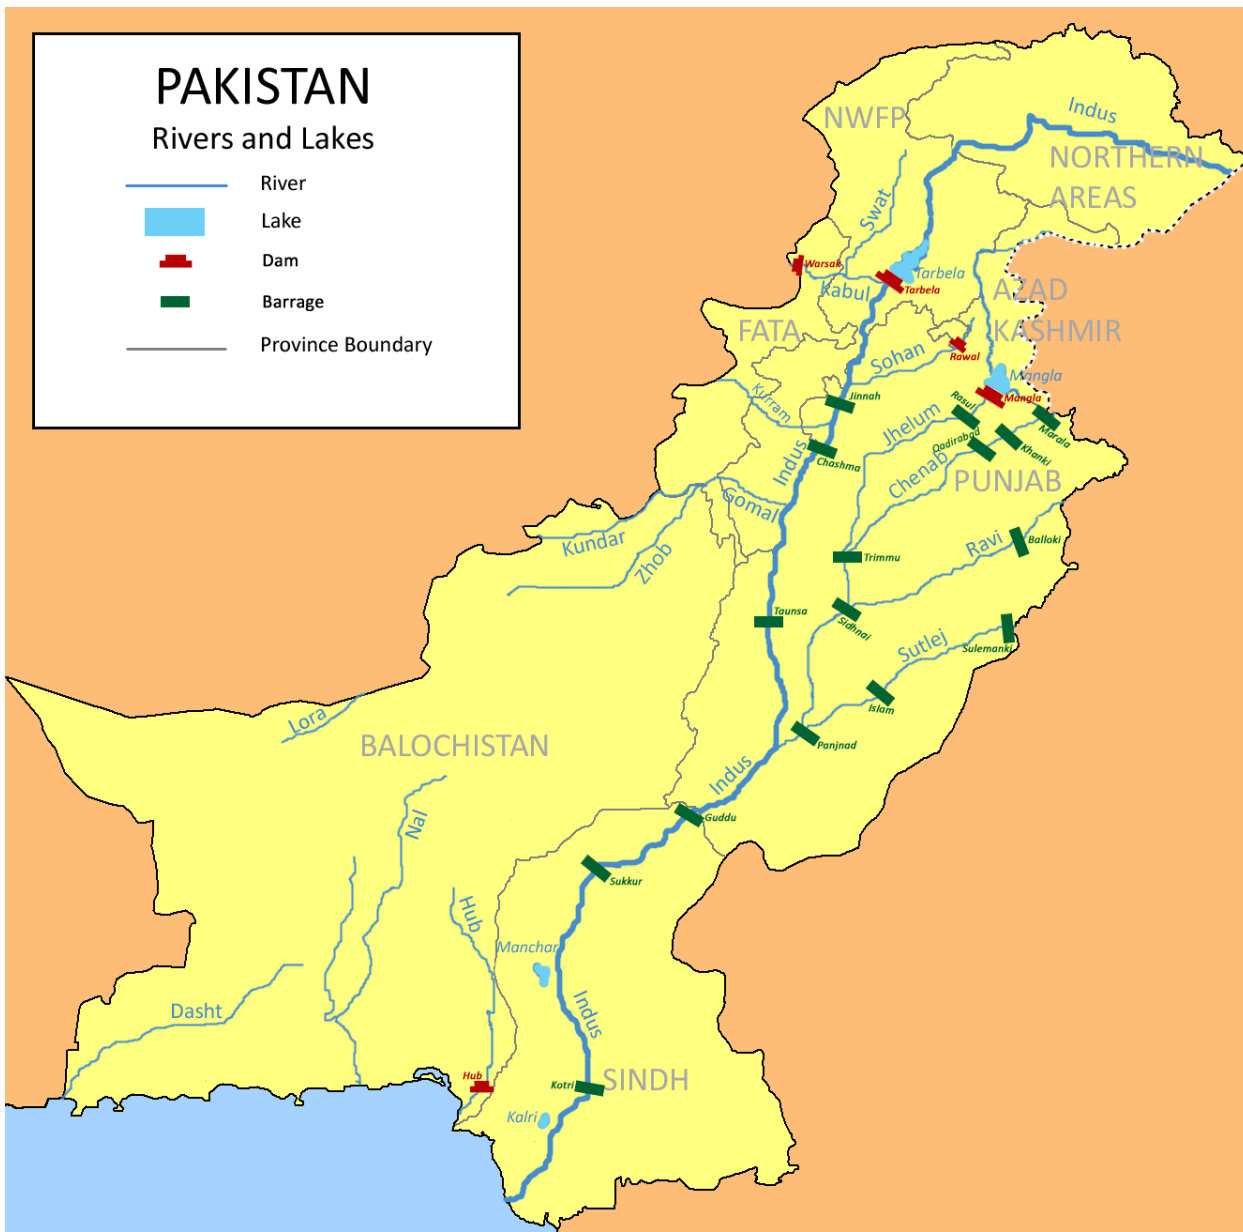 PAKISTAN
Rivers and Lakes
River
Lake
Dam
Barrage
Province Boundary
NWFP
Indus
NORTHERN
AREAS
Swat
Warsak
Tarbela
Kabul
Tarbela
AZAD
KASHMIR
FATA
Sohan
Rawal
Mangla
Mangla
Kurram
Jinnah
Rasul
Jhelum
Marala
Qadirabad
Khanki
Indus
Chashma
Chenab
PUNJAB
Gomal
Kundar
Zhob
Ravi
Balloki
Trimmu
Taunsa
Sidhnai
Sutlej
Sulemanki
Islam
Lora
BALOCHISTAN
Panjnad
Indus
Nal
Guddu
Sukkur
Hub
Manchar
Indus
Dasht
Hub
Kotri
SINDH
Kalri